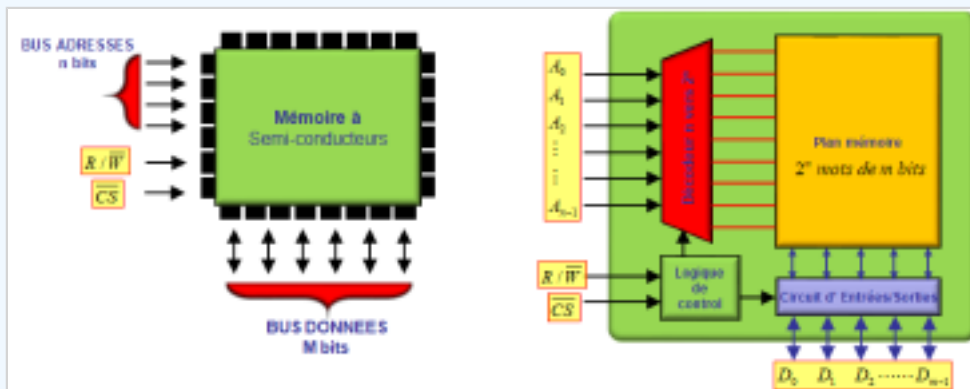 BUS ADRESSES
n bits
R / W̅
C̅S̅
Mémoire à
Semi-conducteurs
BUS DONNEES
M bits
A₀
A₁
A₂
......
......
Aₙ₋₁
R / W̅
C̅S̅
Décodeur n vers 2ⁿ
Logique
de
control
Plan mémoire
2ⁿ mots de m bits
Circuit d' Entrées/Sorties
D₀ D₁ D₂ ······ Dₘ₋₁